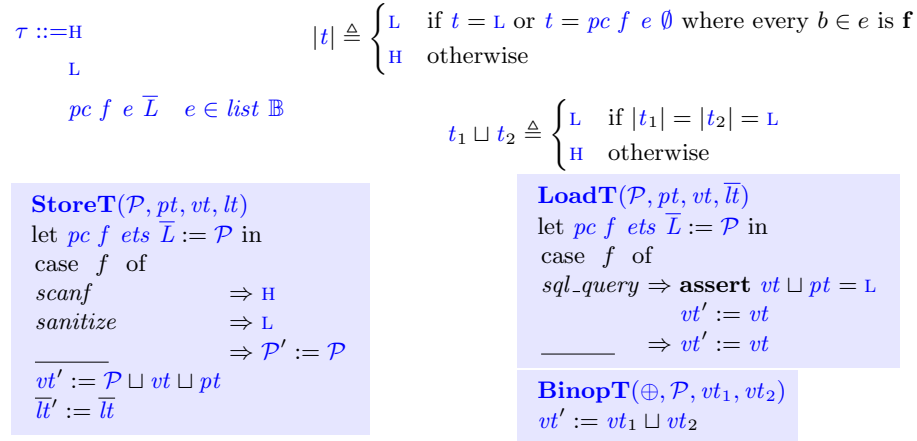 τ ::=H
L
pc f e L̅ e ∈ list 𝔹
|t| ≜ { L if t = L or t = pc f e ∅ where every b ∈ e is f
H otherwise
t₁ ⊔ t₂ ≜ { L if |t₁| = |t₂| = L
H otherwise
StoreT(𝒫, pt, vt, lt)
let pc f ets L̅ := 𝒫 in
case f of
scanf ⇒ H
sanitize ⇒ L
______ ⇒ 𝒫′ := 𝒫
vt′ := 𝒫 ⊔ vt ⊔ pt
l̅t̅′ := l̅t̅
LoadT(𝒫, pt, vt, l̅t̅)
let pc f ets L̅ := 𝒫 in
case f of
sql_query ⇒ assert vt ⊔ pt = L
vt′ := vt
______ ⇒ vt′ := vt
BinopT(⊕, 𝒫, vt₁, vt₂)
vt′ := vt₁ ⊔ vt₂